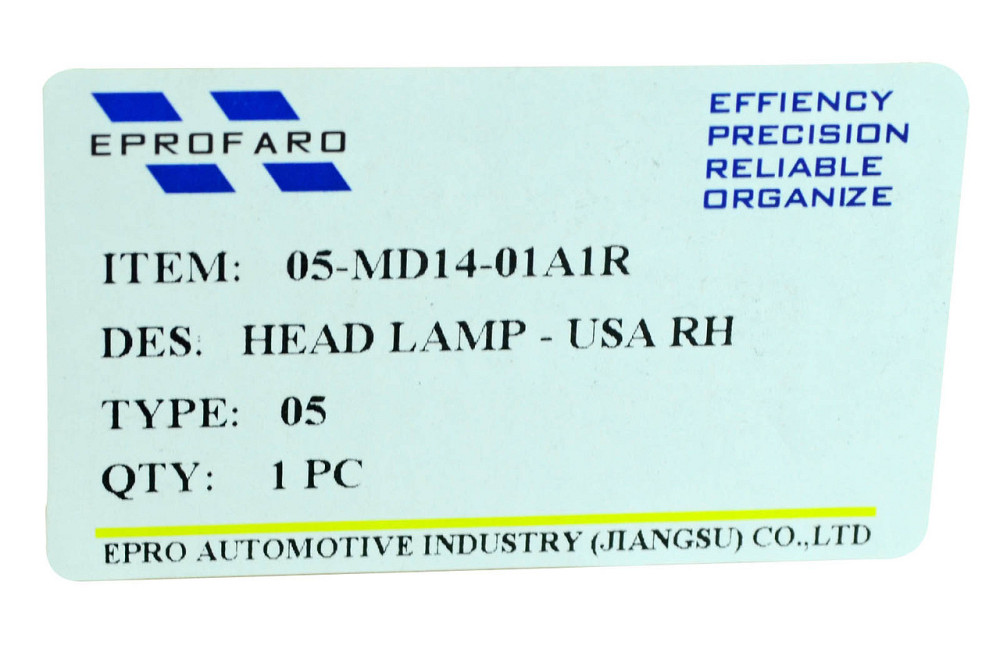 EPROFARO
EFFIENCY
PRECISION
RELIABLE
ORGANIZE
ITEM: 05-MD14-01A1R
DES: HEAD LAMP - USA RH
TYPE: 05
QTY: 1 PC
EPRO AUTOMOTIVE INDUSTRY (JIANGSU) CO.,LTD